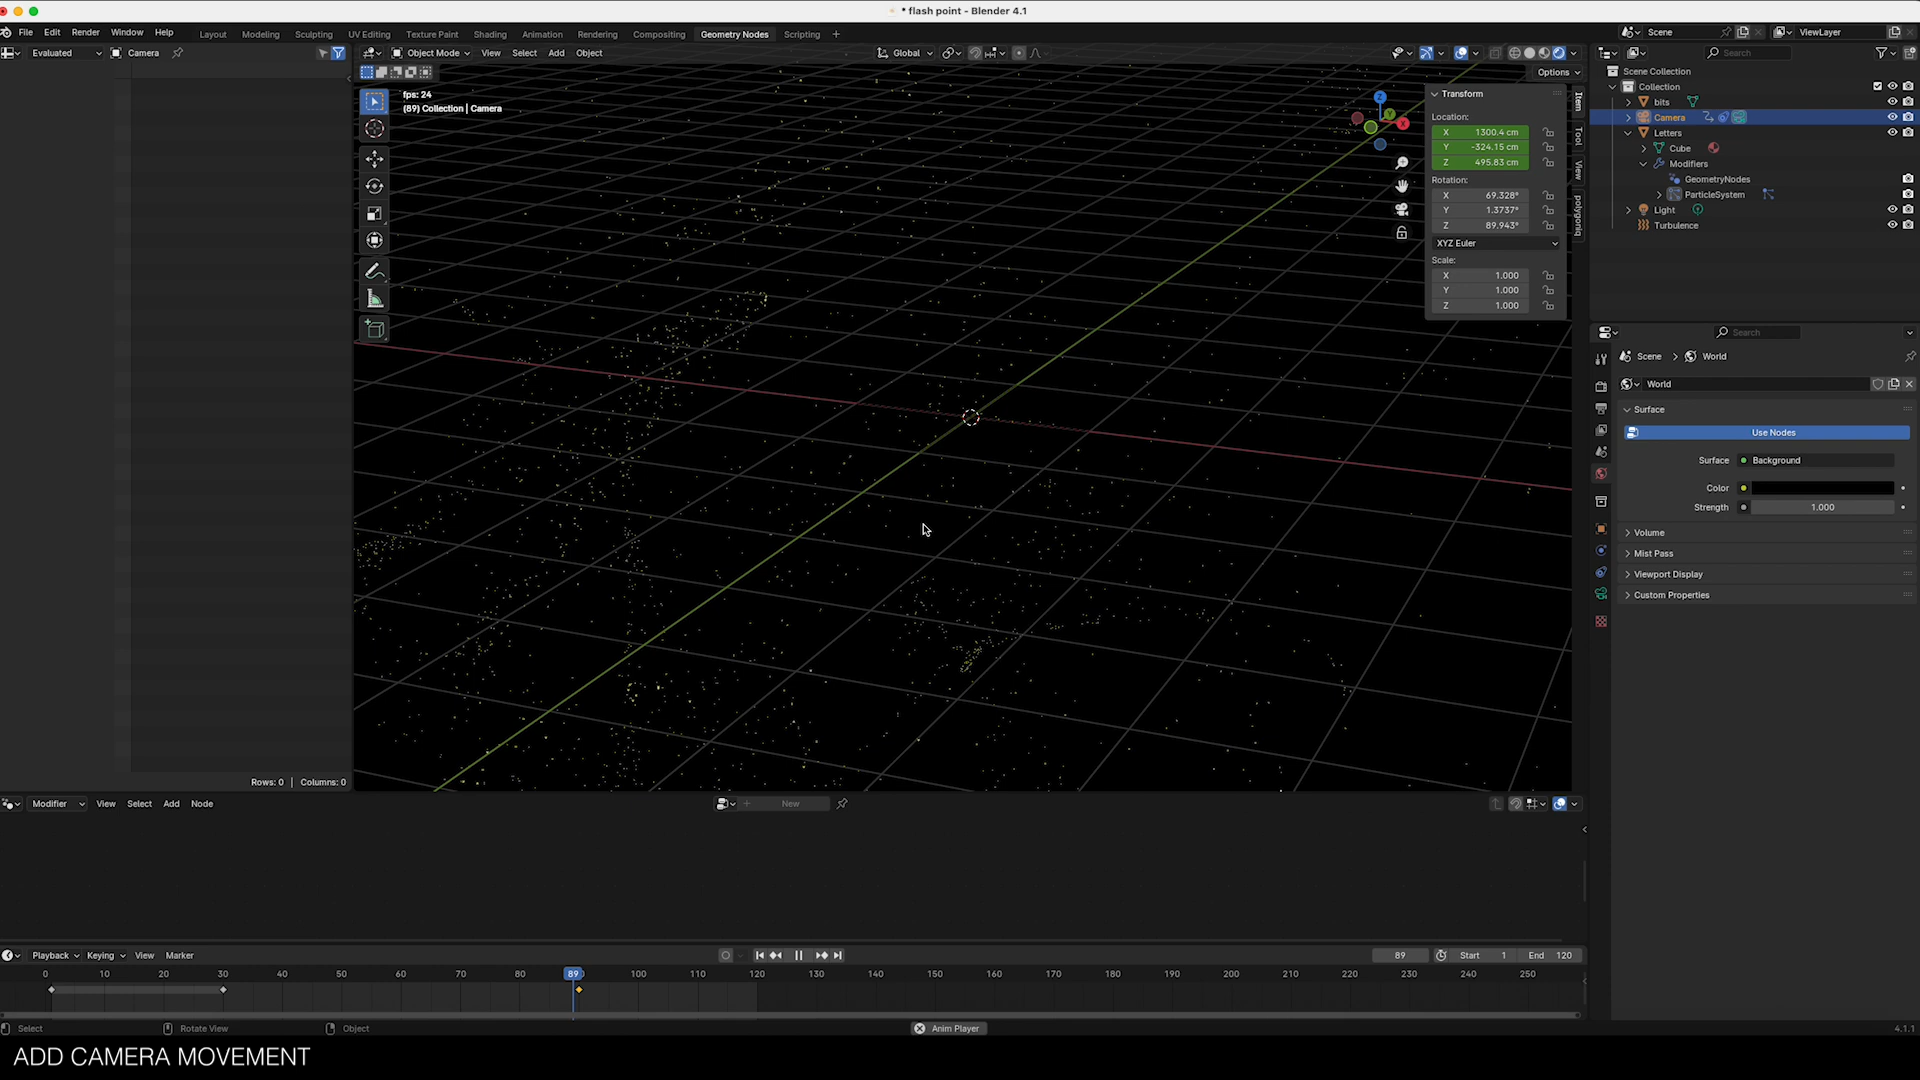 * flash point - Blender 4.1
File Edit Render Window Help
Layout Modeling Sculpting UV Editing Texture Paint Shading Animation Rendering Compositing Geometry Nodes Scripting +
Scene
ViewLayer
Evaluated
Camera
Object Mode View Select Add Object
Global
Search
Options
fps: 24
(89) Collection | Camera
Z
Y
X
Transform
Location:
X 1300.4 cm
Y -324.15 cm
Z 495.83 cm
Rotation:
X 69.328°
Y 1.3737°
Z 89.943°
XYZ Euler
Scale:
X 1.000
Y 1.000
Z 1.000
Item
Tool
View
polygoniq
Scene Collection
Collection
bits
Camera
Letters
Cube
Modifiers
GeometryNodes
ParticleSystem
Light
Turbulence
Search
Scene > World
World
Surface
Use Nodes
Surface Background
Color
Strength 1.000
Volume
Mist Pass
Viewport Display
Custom Properties
Rows: 0 | Columns: 0
Modifier View Select Add Node
New
Playback Keying View Marker
89
Start 1
End 120
0 10 20 30 40 50 60 70 80 89 100 110 120 130 140 150 160 170 180 190 200 210 220 230 240 250
Select
Rotate View
Object
Anim Player
4.1.1
ADD CAMERA MOVEMENT